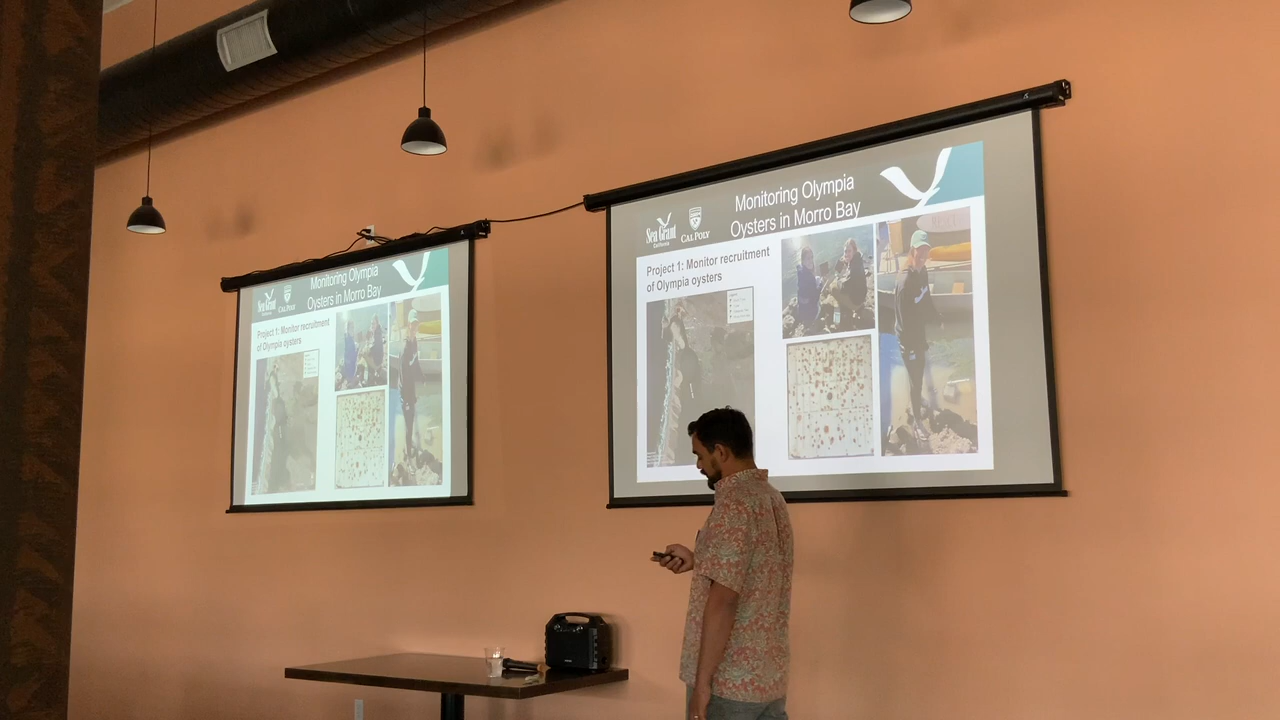 Monitoring Olympia
Oysters in Morro Bay
Sea Grant
California
CAL POLY
Project 1: Monitor recruitment
of Olympia oysters
Monitoring Olympia
Oysters in Morro Bay
Sea Grant
California
CAL POLY
Project 1: Monitor recruitment
of Olympia oysters